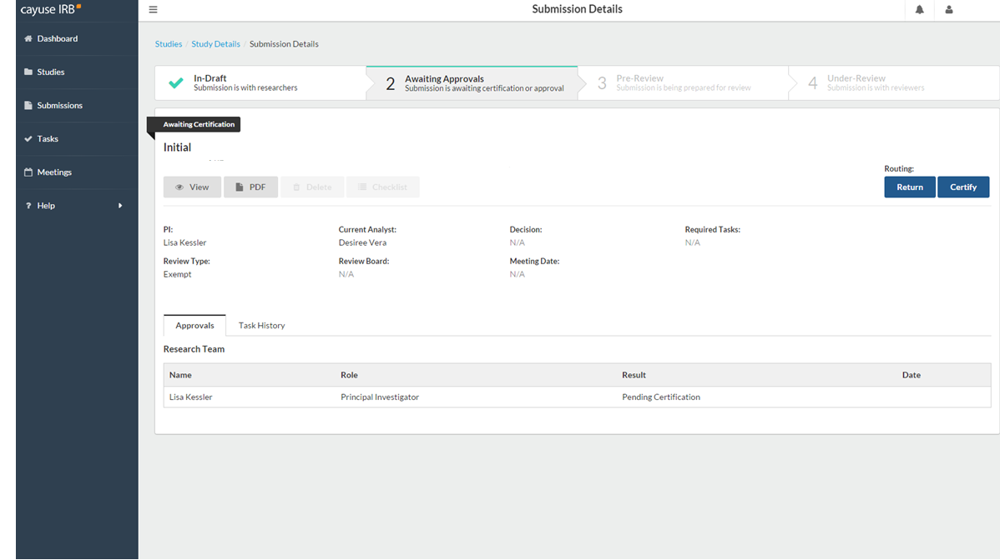 cayuse IRB
Submission Details
Dashboard
Studies
Submissions
Tasks
Meetings
? Help
Studies / Study Details / Submission Details
In-Draft
Submission is with researchers
2
Awaiting Approvals
Submission is awaiting certification or approval
3
Pre-Review
Submission is being prepared for review
4
Under-Review
Submission is with reviewers
Awaiting Certification
Initial
Routing:
View
PDF
Delete
Checklist
Return
Certify
PI:
Lisa Kessler
Current Analyst:
Desiree Vera
Decision:
N/A
Required Tasks:
N/A
Review Type:
Exempt
Review Board:
N/A
Meeting Date:
N/A
Approvals
Task History
Research Team
Name Role Result Date
Lisa Kessler Principal Investigator Pending Certification